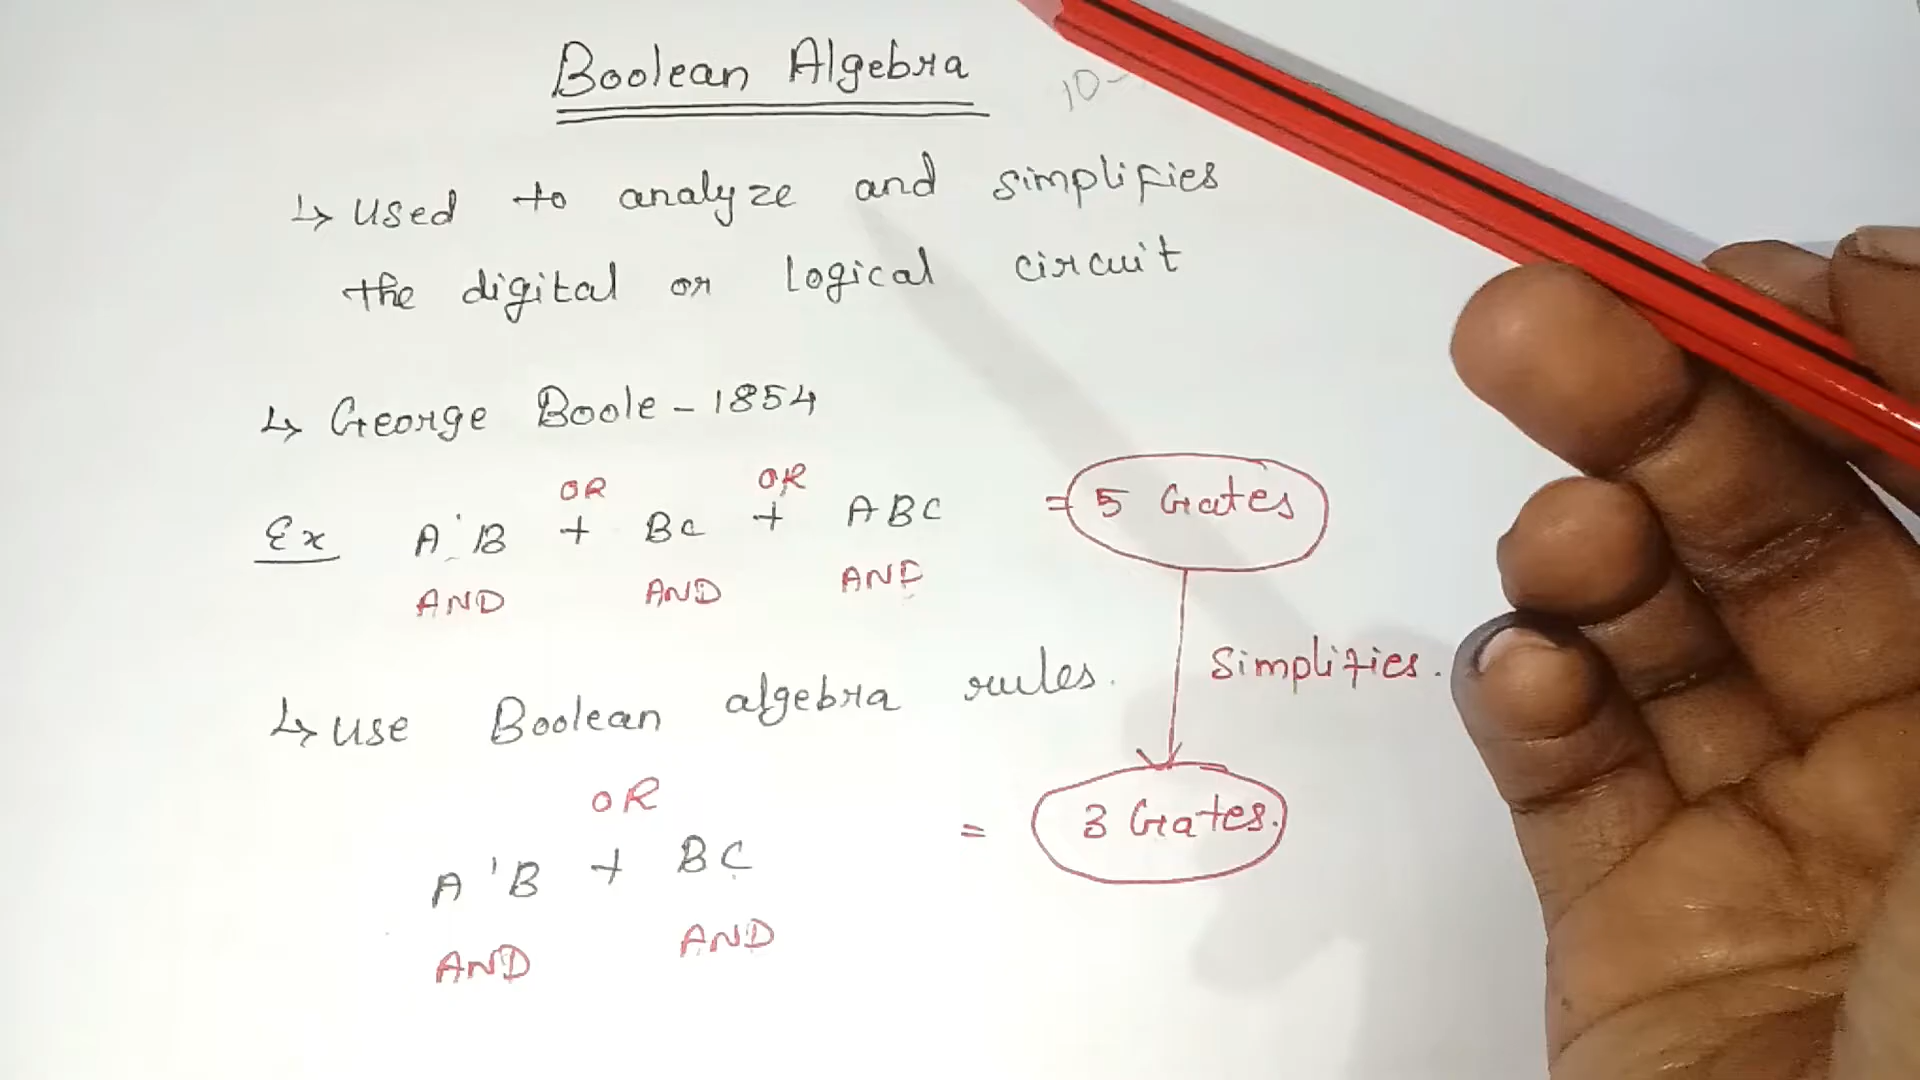 Boolean Algebra
10-
↳ used to analyze and simplifies
the digital or logical circuit
↳ George Boole - 1854
OR OR
Ex A'B + BC + ABC = 5 Gates
AND AND AND
Simplifies.
↳ use Boolean algebra rules.
OR
A'B + BC = 3 Gates.
AND AND